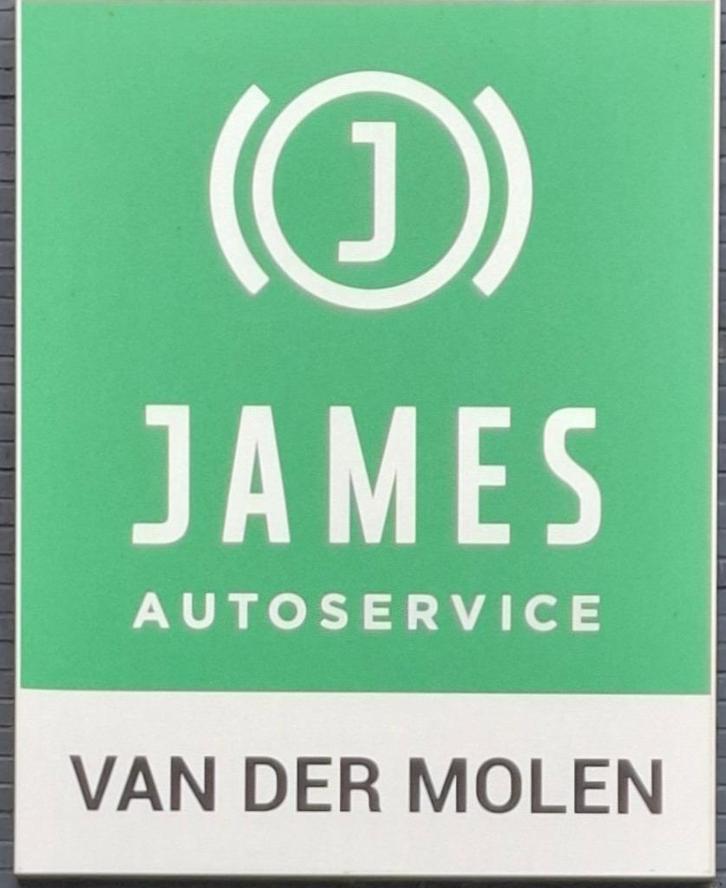 J
JAMES
AUTOSERVICE
VAN DER MOLEN